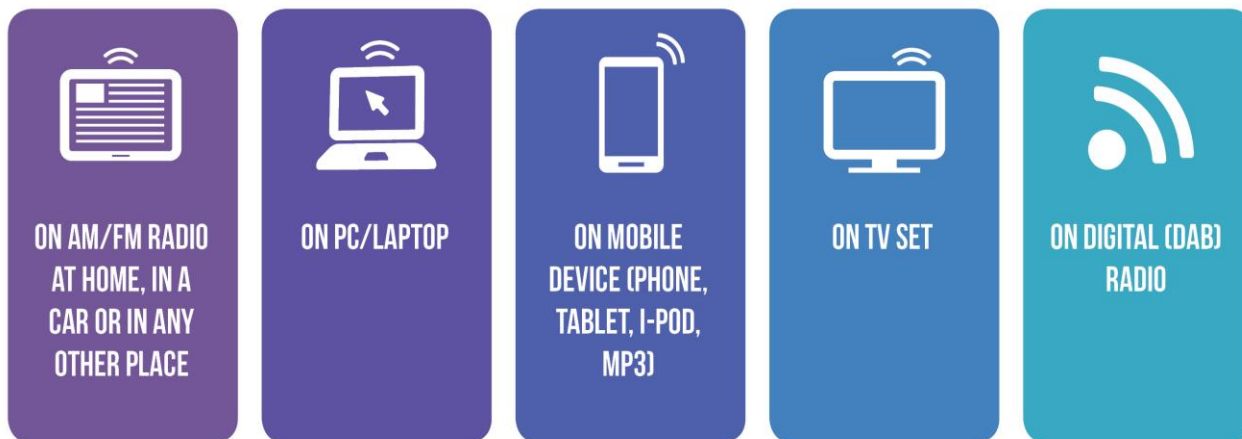 ON AM/FM RADIO
AT HOME, IN A
CAR OR IN ANY
OTHER PLACE
ON PC/LAPTOP
ON MOBILE
DEVICE (PHONE,
TABLET, I-POD,
MP3)
ON TV SET
ON DIGITAL (DAB)
RADIO